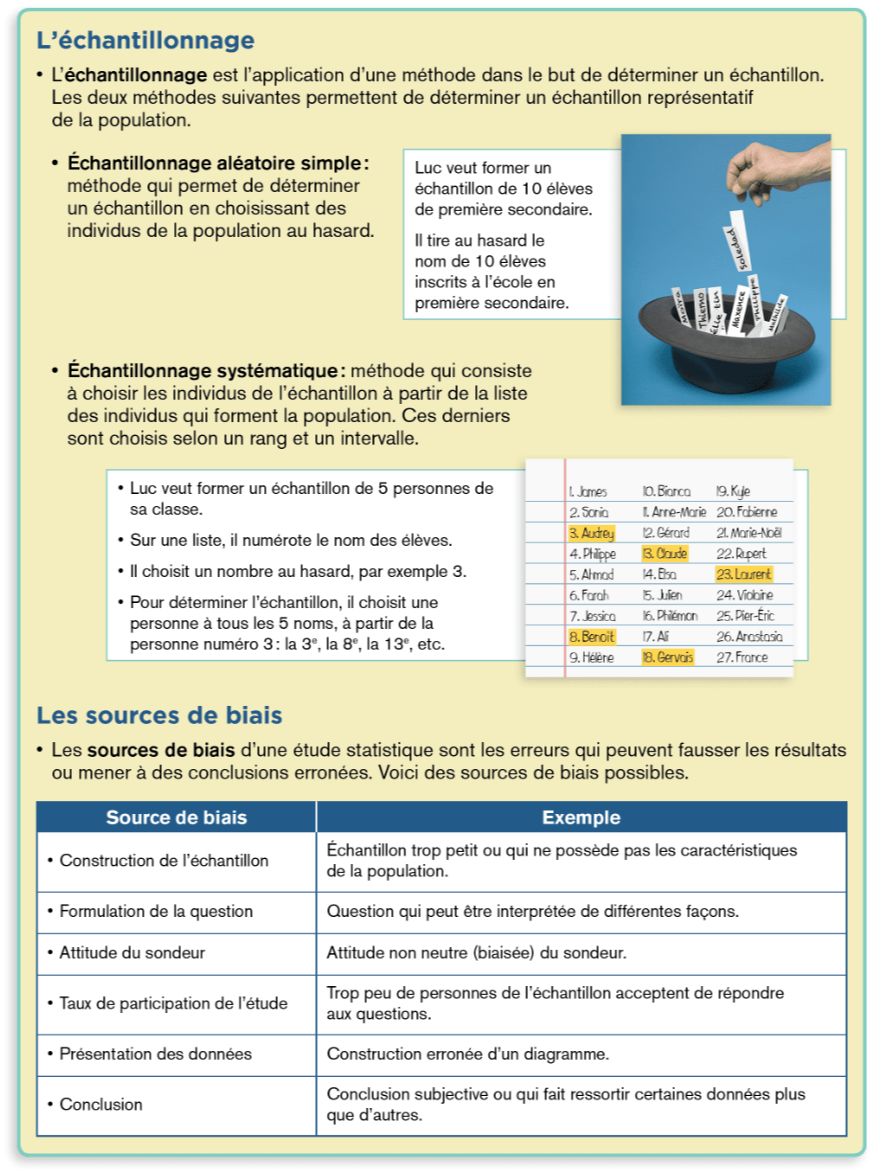 L'échantillonnage
• L'échantillonnage est l'application d'une méthode dans le but de déterminer un échantillon.
Les deux méthodes suivantes permettent de déterminer un échantillon représentatif
de la population.
• Échantillonnage aléatoire simple :
méthode qui permet de déterminer
un échantillon en choisissant des
individus de la population au hasard.
Luc veut former un
échantillon de 10 élèves
de première secondaire.
Il tire au hasard le
nom de 10 élèves
inscrits à l'école en
première secondaire.
Soledad
Moira
Thiemo
Maxence
Philippe
Mathilde
• Échantillonnage systématique : méthode qui consiste
à choisir les individus de l'échantillon à partir de la liste
des individus qui forment la population. Ces derniers
sont choisis selon un rang et un intervalle.
• Luc veut former un échantillon de 5 personnes de
sa classe.
• Sur une liste, il numérote le nom des élèves.
• Il choisit un nombre au hasard, par exemple 3.
• Pour déterminer l'échantillon, il choisit une
personne à tous les 5 noms, à partir de la
personne numéro 3 : la 3e, la 8e, la 13e, etc.
1. James 10. Bianca 19. Kyle
2. Sonia 11. Anne-Marie 20. Fabienne
3. Audrey 12. Gérard 21. Marie-Noël
4. Philippe 13. Claude 22. Rupert
5. Ahmad 14. Elsa 23. Laurent
6. Farah 15. Julien 24. Violaine
7. Jessica 16. Philémon 25. Pier-Éric
8. Benoît 17. Ali 26. Anastasia
9. Hélène 18. Gervais 27. France
Les sources de biais
• Les sources de biais d'une étude statistique sont les erreurs qui peuvent fausser les résultats
ou mener à des conclusions erronées. Voici des sources de biais possibles.
Source de biais Exemple
• Construction de l'échantillon
Échantillon trop petit ou qui ne possède pas les caractéristiques
de la population.
• Formulation de la question
Question qui peut être interprétée de différentes façons.
• Attitude du sondeur
Attitude non neutre (biaisée) du sondeur.
• Taux de participation de l'étude
Trop peu de personnes de l'échantillon acceptent de répondre
aux questions.
• Présentation des données
Construction erronée d'un diagramme.
• Conclusion
Conclusion subjective ou qui fait ressortir certaines données plus
que d'autres.